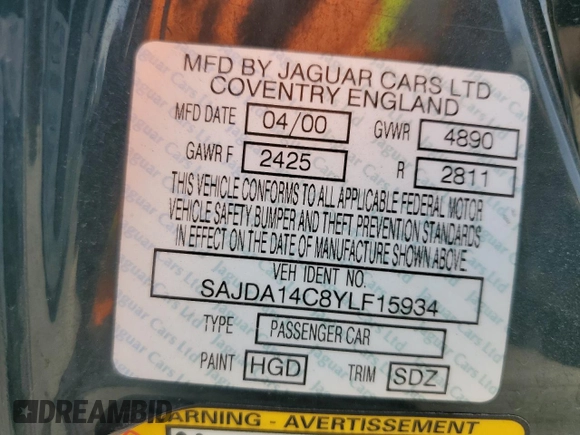 MFD BY JAGUAR CARS LTD
COVENTRY ENGLAND
MFD DATE 04/00 GVWR 4890
GAWR F 2425 R 2811
THIS VEHICLE CONFORMS TO ALL APPLICABLE FEDERAL MOTOR
VEHICLE SAFETY BUMPER AND THEFT PREVENTION STANDARDS
IN EFFECT ON THE DATE OF MANUFACTURE SHOWN ABOVE.
VEH IDENT NO.
SAJDA14C8YLF15934
TYPE PASSENGER CAR
PAINT HGD TRIM SDZ
WARNING - AVERTISSEMENT
DREAMBID